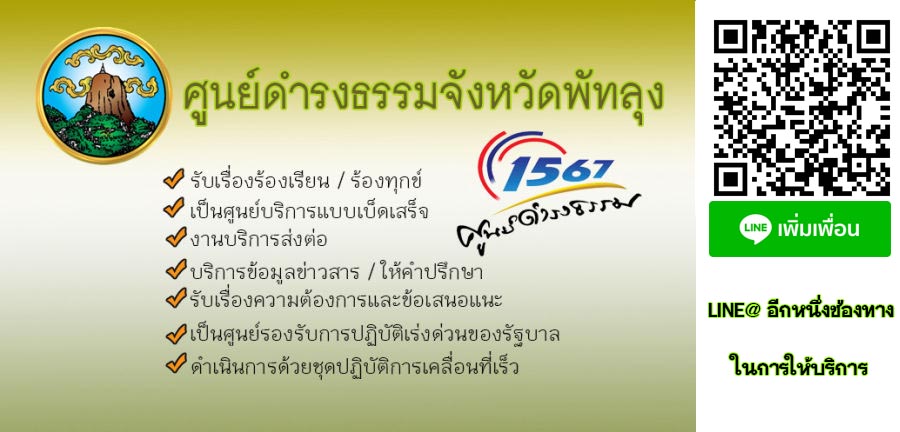 ศูนย์ดำรงธรรมจังหวัดพัทลุง
1567
ศูนย์ดำรงธรรม
รับเรื่องร้องเรียน / ร้องทุกข์
เป็นศูนย์บริการแบบเบ็ดเสร็จ
งานบริการส่งต่อ
บริการข้อมูลข่าวสาร / ให้คำปรึกษา
รับเรื่องความต้องการและข้อเสนอแนะ
เป็นศูนย์รองรับการปฏิบัติเร่งด่วนของรัฐบาล
ดำเนินการด้วยชุดปฏิบัติการเคลื่อนที่เร็ว
LINE เพิ่มเพื่อน
LINE@ อีกหนึ่งช่องทาง
ในการให้บริการ